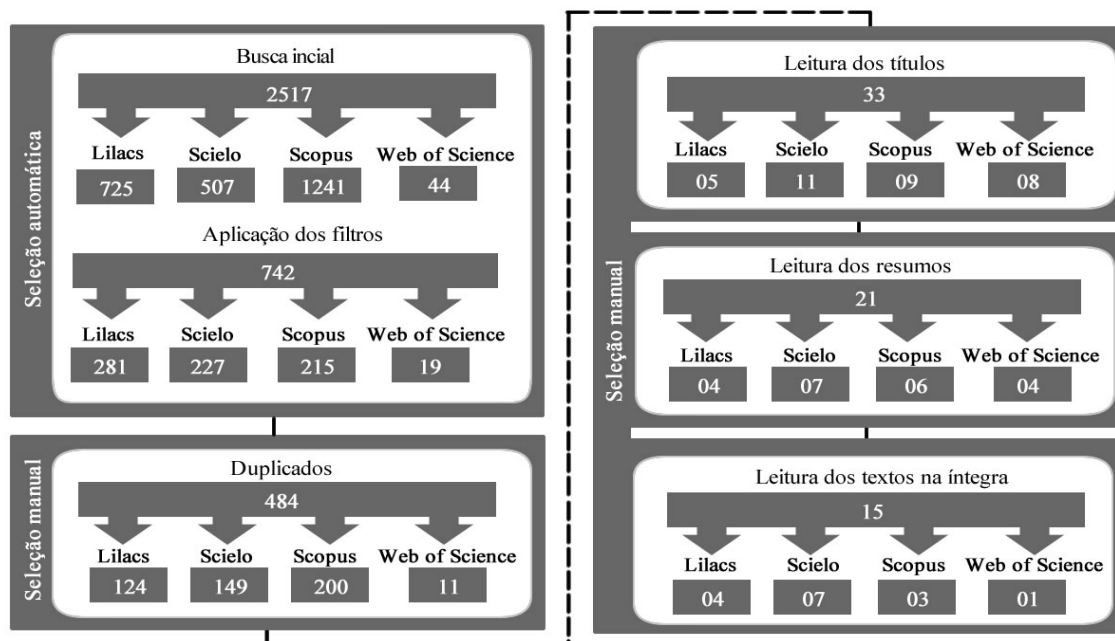 Seleção automática
Busca incial
2517
Lilacs Scielo Scopus Web of Science
725 507 1241 44
Aplicação dos filtros
742
Lilacs Scielo Scopus Web of Science
281 227 215 19
Seleção manual
Duplicados
484
Lilacs Scielo Scopus Web of Science
124 149 200 11
Seleção manual
Leitura dos títulos
33
Lilacs Scielo Scopus Web of Science
05 11 09 08
Leitura dos resumos
21
Lilacs Scielo Scopus Web of Science
04 07 06 04
Leitura dos textos na íntegra
15
Lilacs Scielo Scopus Web of Science
04 07 03 01